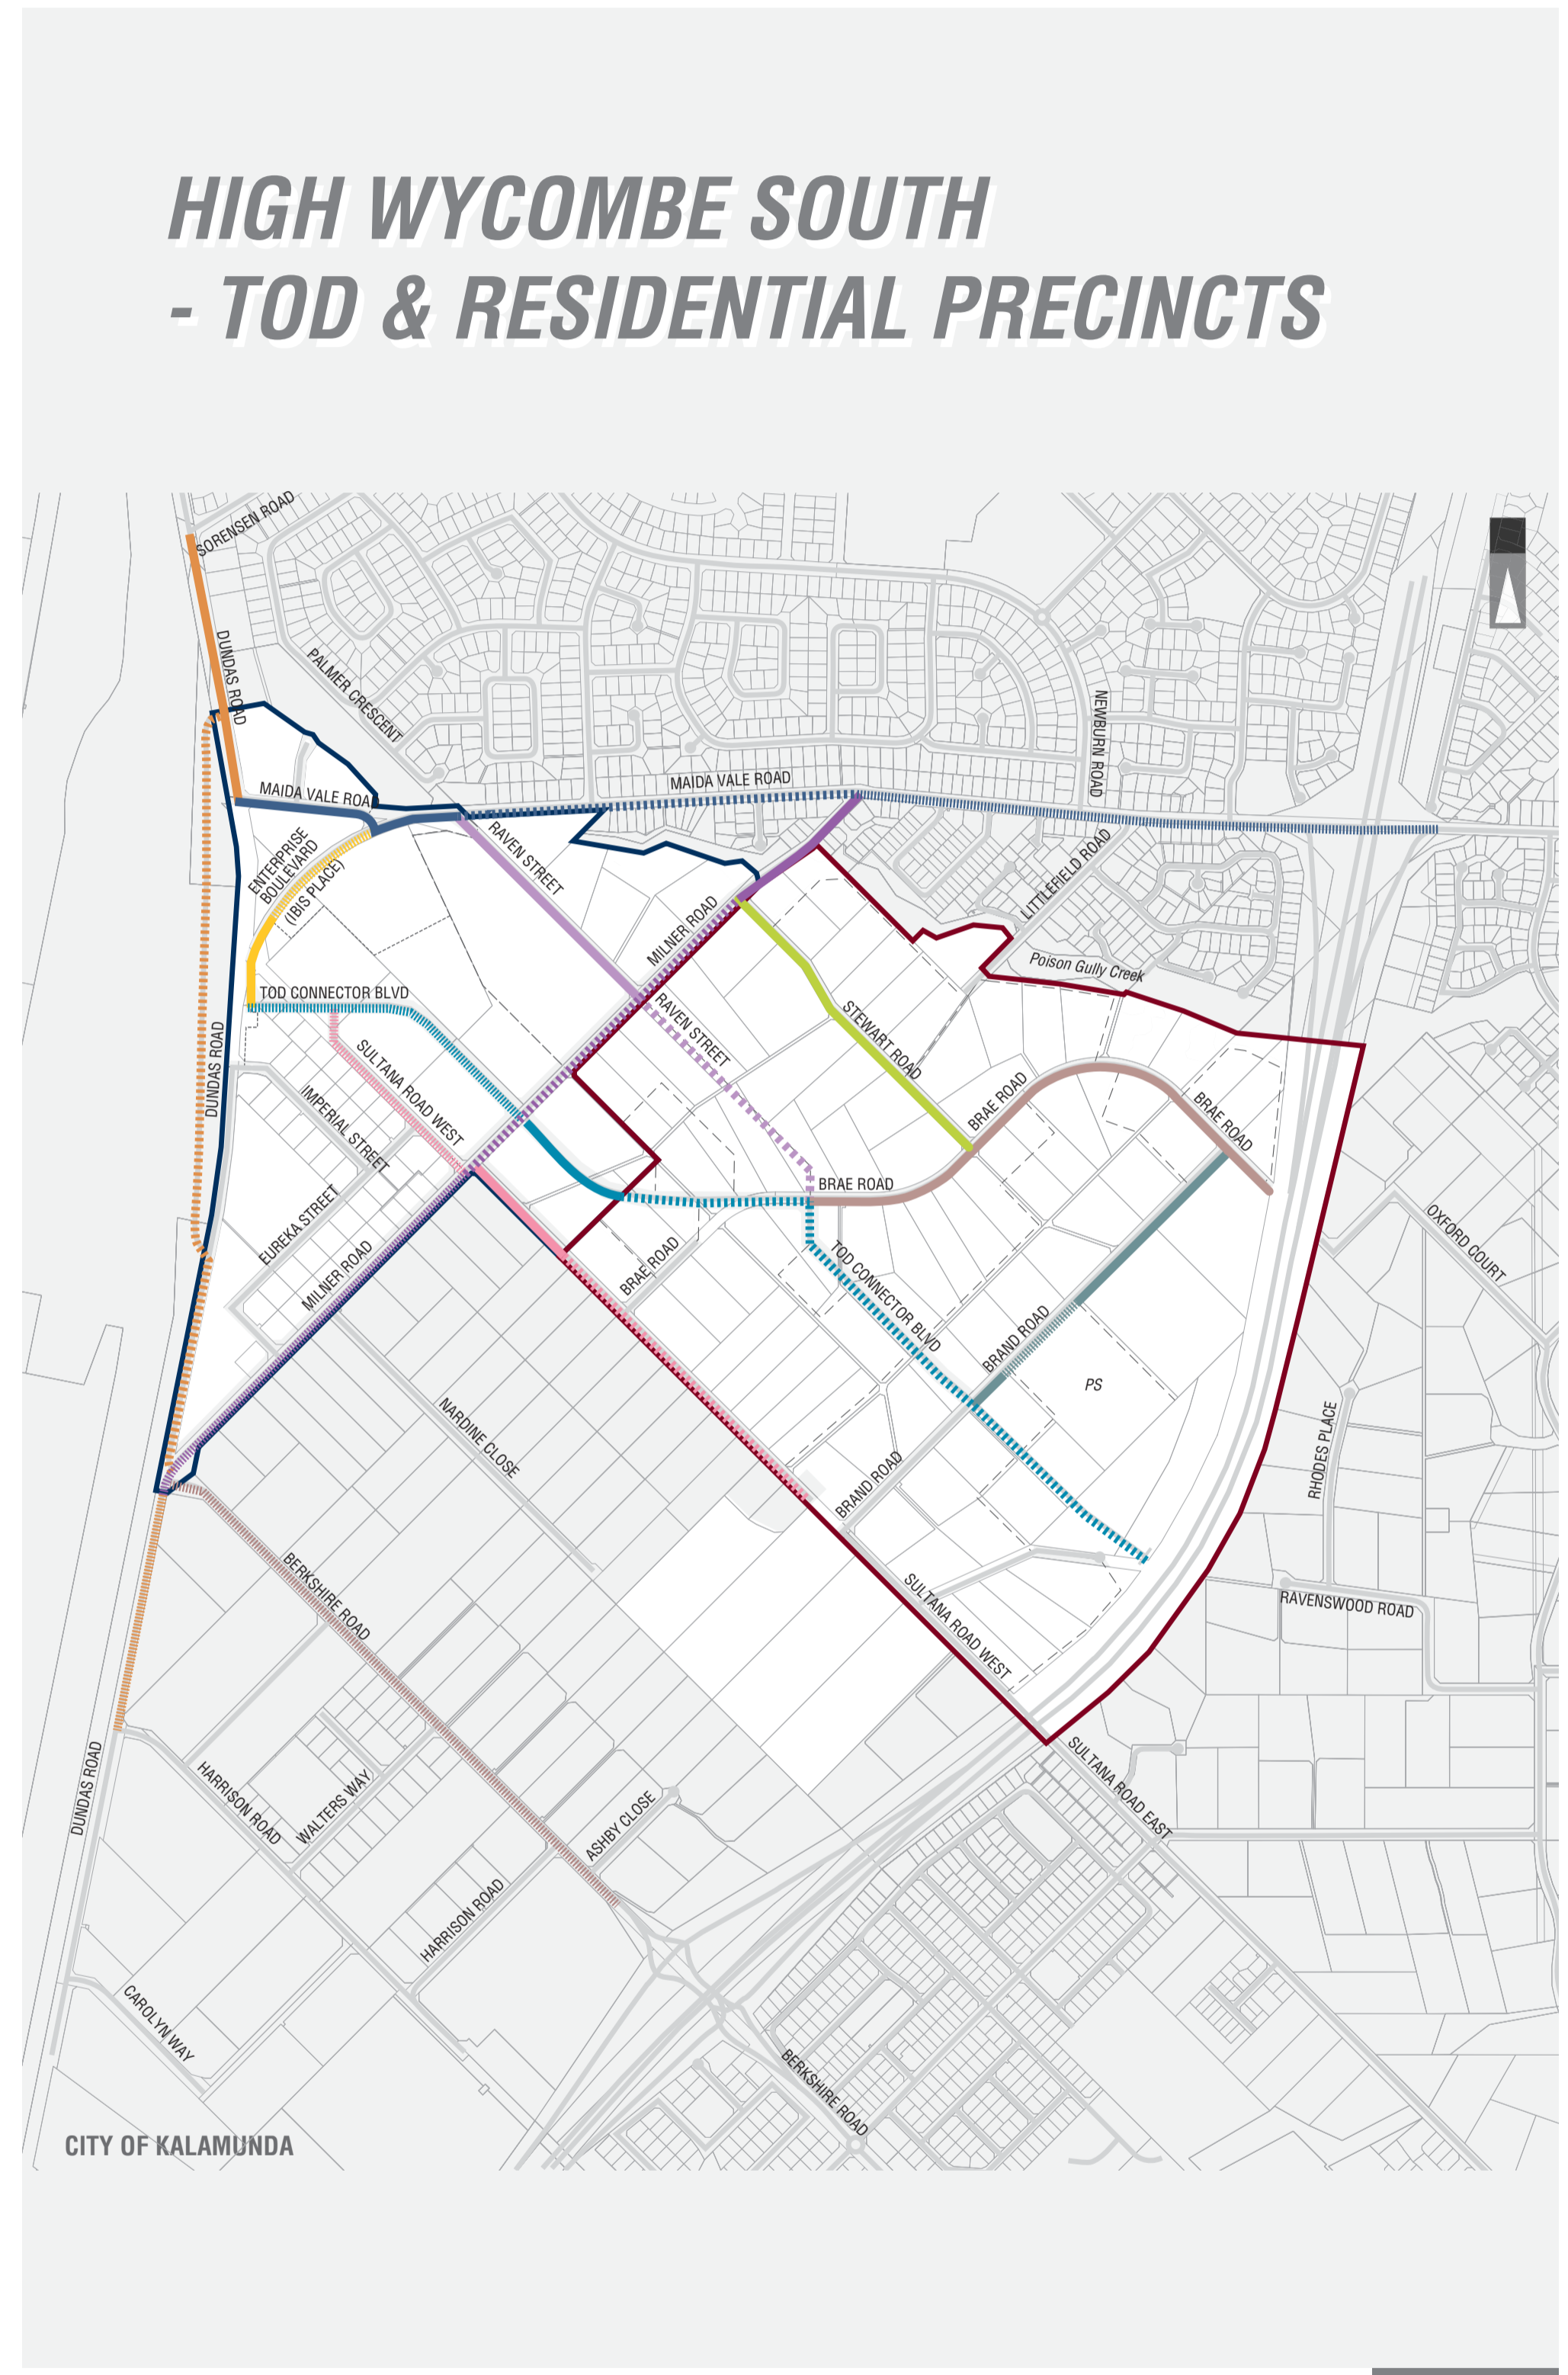 HIGH WYCOMBE SOUTH
- TOD & RESIDENTIAL PRECINCTS
SORENSEN ROAD
DUNDAS ROAD
PALMER CRESCENT
NEWBURN ROAD
MAIDA VALE ROAD
MAIDA VALE ROAD
RAVEN STREET
ENTERPRISE
BOULEVARD
(IBIS PLACE)
LITTLEFIELD ROAD
MILNER ROAD
Poison Gully Creek
TOD CONNECTOR BLVD
RAVEN STREET
STEWART ROAD
DUNDAS ROAD
SULTANA ROAD WEST
IMPERIAL STREET
BRAE ROAD
BRAE ROAD
BRAE ROAD
EUREKA STREET
MILNER ROAD
BRAE ROAD
TOD CONNECTOR BLVD
OXFORD COURT
BRAND ROAD
PS
NARDINE CLOSE
RHODES PLACE
BRAND ROAD
BERKSHIRE ROAD
SULTANA ROAD WEST
RAVENSWOOD ROAD
DUNDAS ROAD
HARRISON ROAD
WALTERS WAY
ASHBY CLOSE
SULTANA ROAD EAST
HARRISON ROAD
CAROLYN WAY
BERKSHIRE ROAD
CITY OF KALAMUNDA